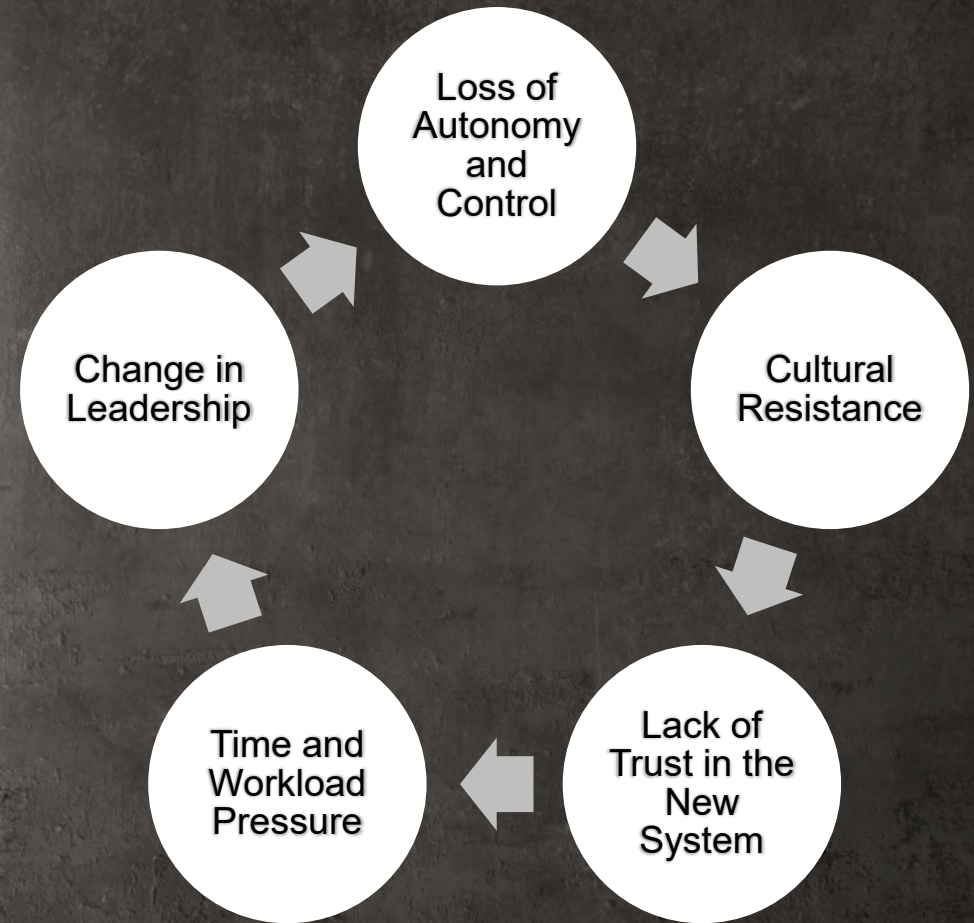 Loss of
Autonomy
and
Control
Cultural
Resistance
Lack of
Trust in the
New
System
Time and
Workload
Pressure
Change in
Leadership